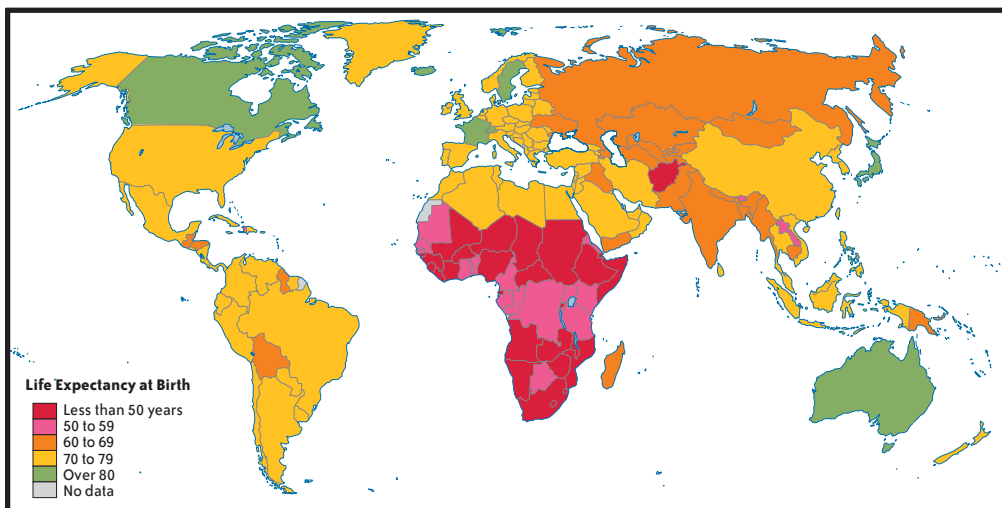 Life Expectancy at Birth
Less than 50 years
50 to 59
60 to 69
70 to 79
Over 80
No data